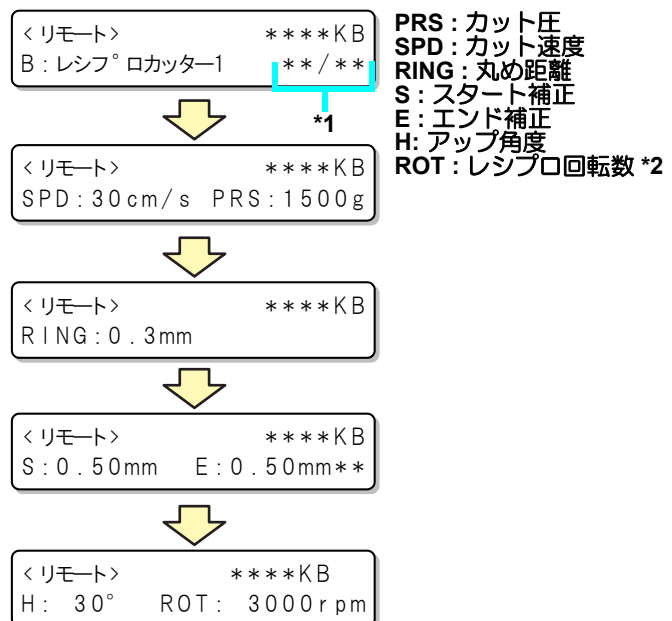 <リモート> ****KB
B:レシフ゜ロカッター1 **/**
*1
<リモート> ****KB
SPD:30cm/s PRS:1500g
<リモート> ****KB
RING:0.3mm
<リモート> ****KB
S:0.50mm E:0.50mm**
<リモート> ****KB
H: 30° ROT: 3000rpm
PRS:カット圧
SPD:カット速度
RING:丸め距離
S:スタート補正
E:エンド補正
H:アップ角度
ROT:レシプロ回転数 *2